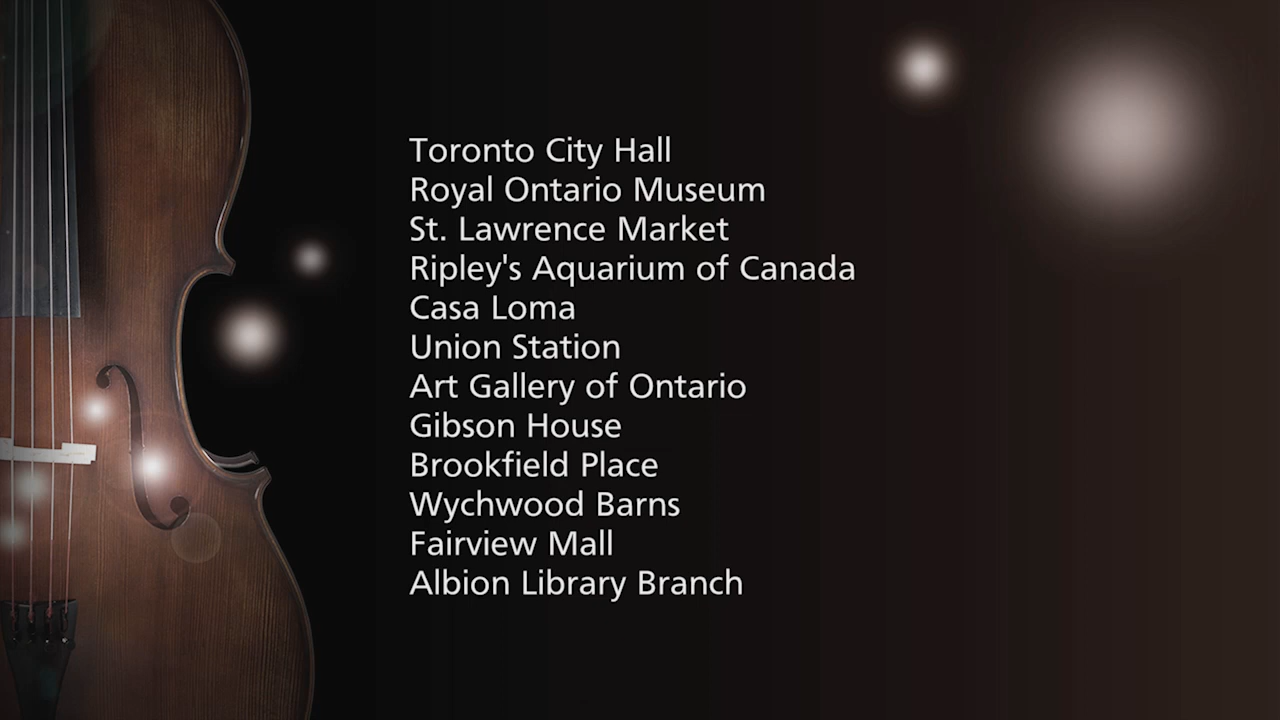 Toronto City Hall
Royal Ontario Museum
St. Lawrence Market
Ripley's Aquarium of Canada
Casa Loma
Union Station
Art Gallery of Ontario
Gibson House
Brookfield Place
Wychwood Barns
Fairview Mall
Albion Library Branch